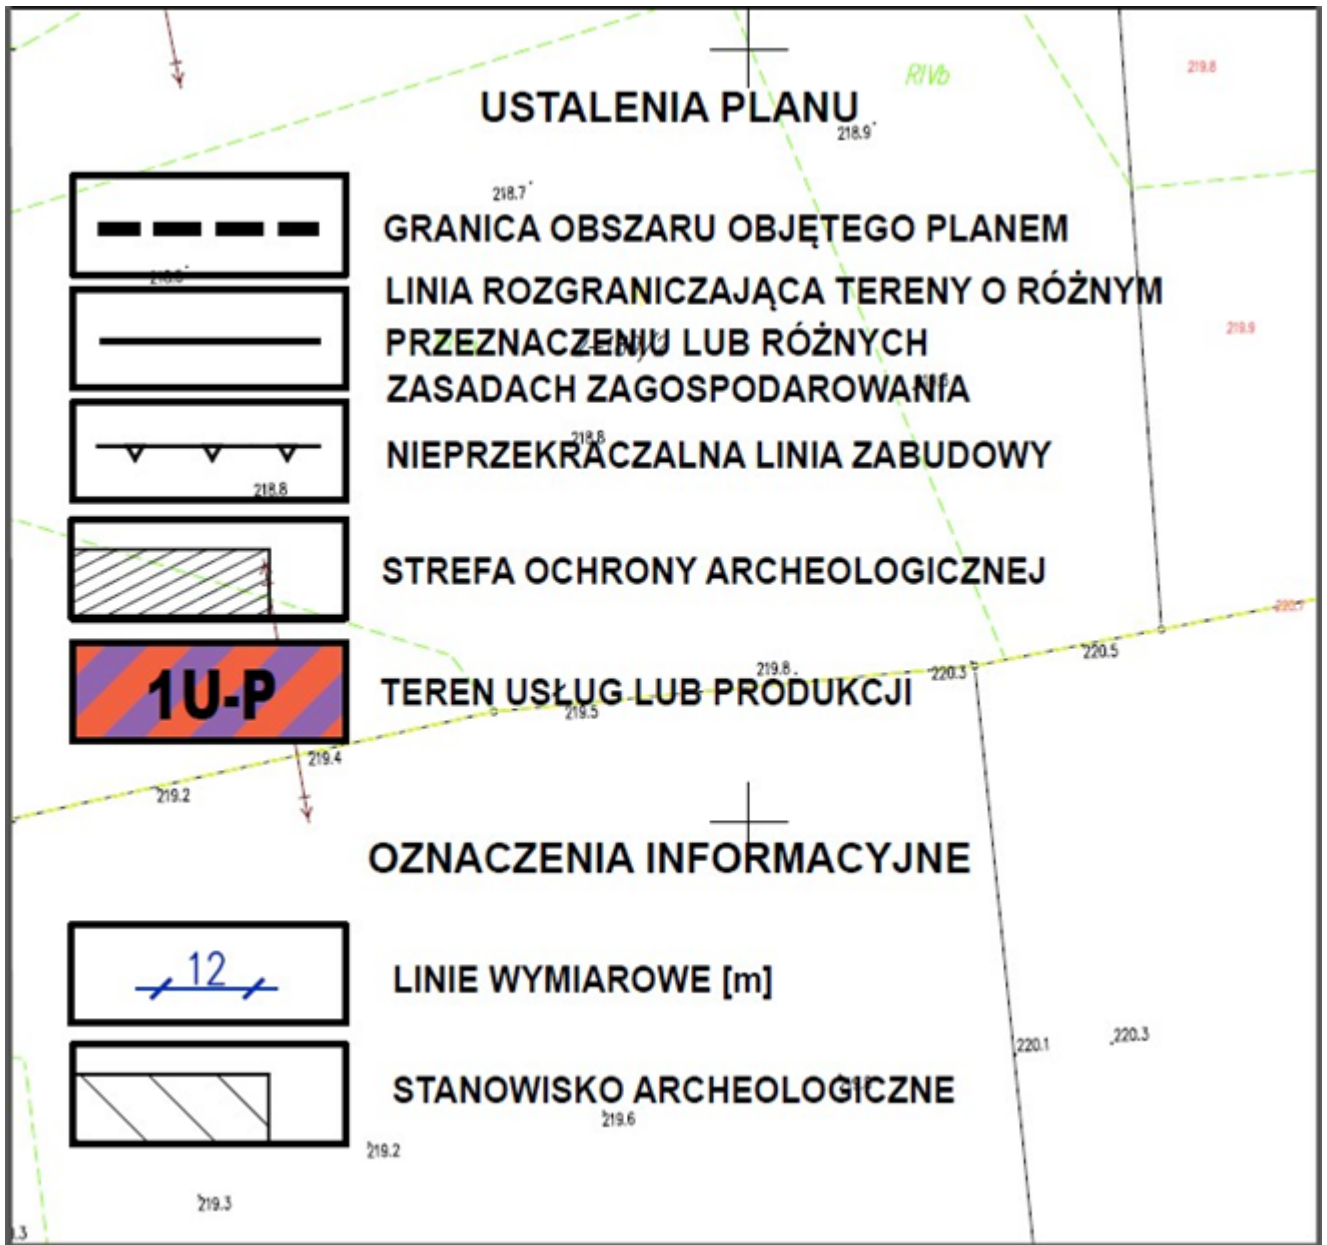 219.8
RIVb
USTALENIA PLANU
218.9
218.7
GRANICA OBSZARU OBJĘTEGO PLANEM
LINIA ROZGRANICZAJĄCA TERENY O RÓŻNYM
219.9
PRZEZNACZENIU LUB RÓŻNYCH
ZASADACH ZAGOSPODAROWANIA
218.8
NIEPRZEKRACZALNA LINIA ZABUDOWY
218.8
STREFA OCHRONY ARCHEOLOGICZNEJ
220.7
220.5
219.8
220.3
1U-P TEREN USŁUG LUB PRODUKCJI
219.5
219.4
219.2
OZNACZENIA INFORMACYJNE
12 LINIE WYMIAROWE [m]
220.1
220.3
STANOWISKO ARCHEOLOGICZNE
219.6
219.2
219.3